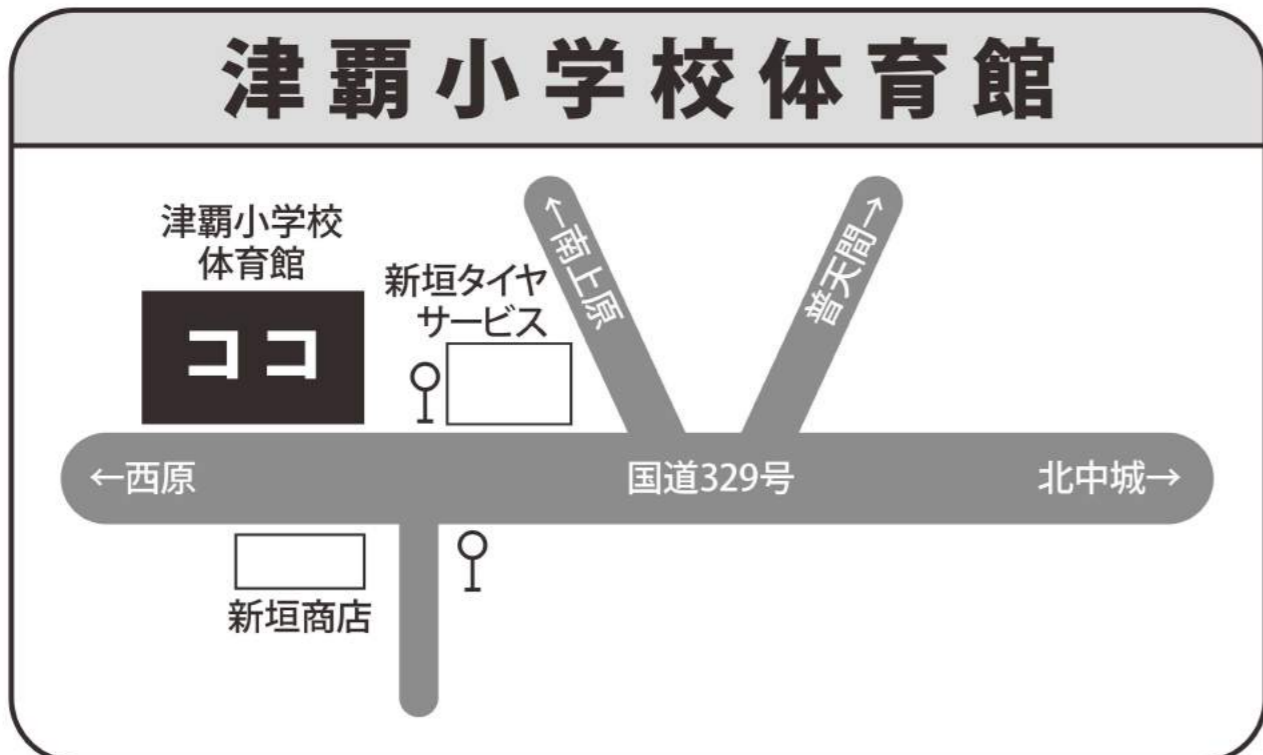 津覇小学校体育館
津覇小学校
体育館
ココ
新垣タイヤ
サービス
←南上原
普天間→
←西原
国道329号
北中城→
新垣商店